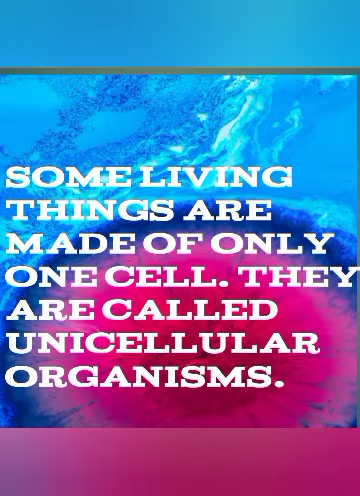 SOME LIVING
THINGS ARE
MADE OF ONLY
ONE CELL. THEY
ARE CALLED
UNICELLULAR
ORGANISMS.